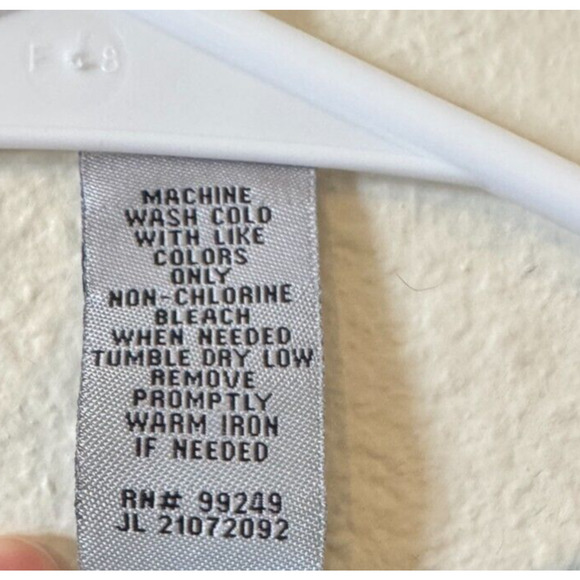 F 8
MACHINE
WASH COLD
WITH LIKE
COLORS
ONLY
NON-CHLORINE
BLEACH
WHEN NEEDED
TUMBLE DRY LOW
REMOVE
PROMPTLY
WARM IRON
IF NEEDED
RN# 99249
JL 21072092